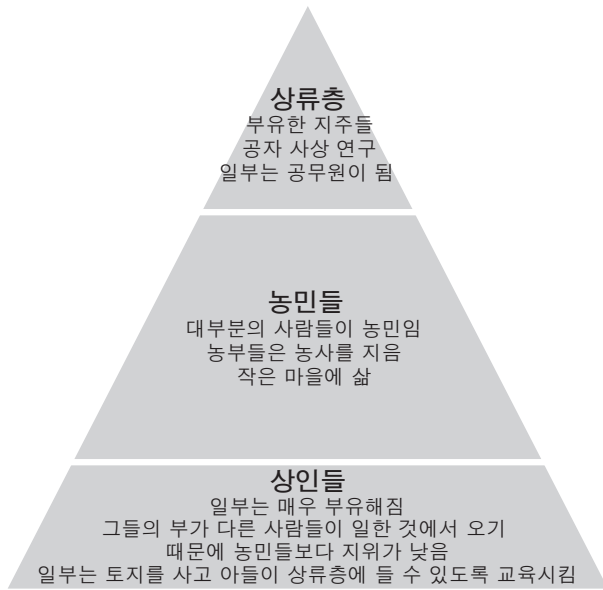 상류층
부유한 지주들
공자 사상 연구
일부는 공무원이 됨
농민들
대부분의 사람들이 농민임
농부들은 농사를 지음
작은 마을에 삶
상인들
일부는 매우 부유해짐
그들의 부가 다른 사람들이 일한 것에서 오기
때문에 농민들보다 지위가 낮음
일부는 토지를 사고 아들이 상류층에 들 수 있도록 교육시킴